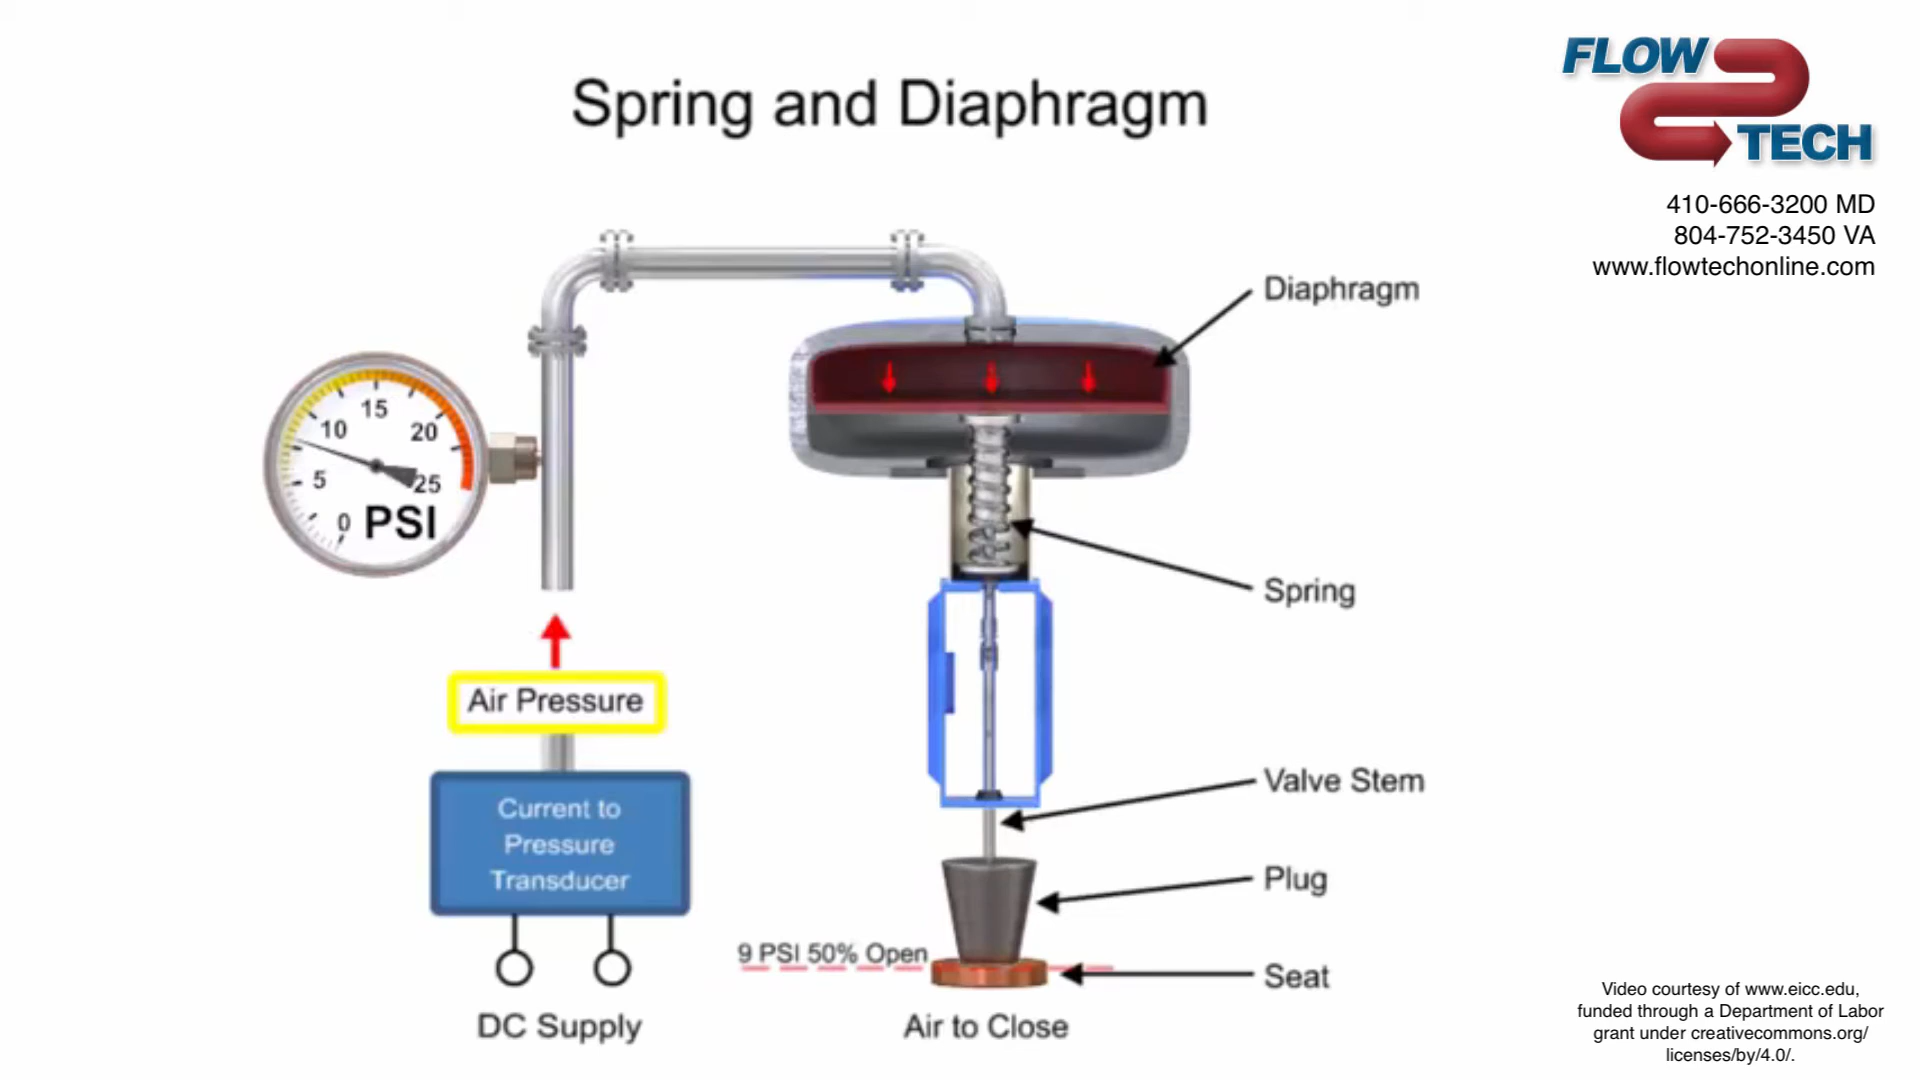 FLOW
TECH
410-666-3200 MD
804-752-3450 VA
www.flowtechonline.com
Spring and Diaphragm
Diaphragm
15
10
20
5
25
0
PSI
Spring
Air Pressure
Valve Stem
Current to
Pressure
Transducer
Plug
9 PSI 50% Open
Seat
DC Supply
Air to Close
Video courtesy of www.eicc.edu,
funded through a Department of Labor
grant under creativecommons.org/
licenses/by/4.0/.